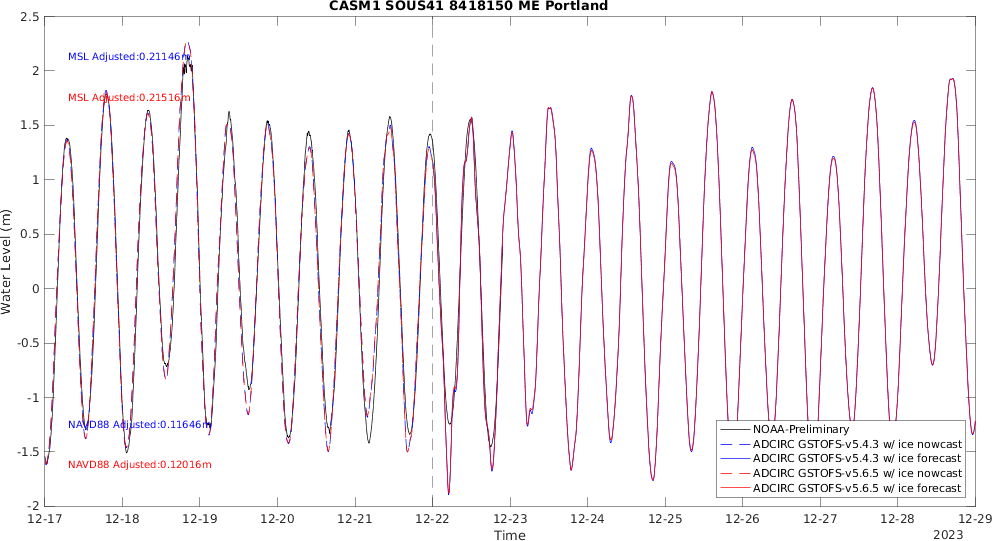 CASM1 SOUS41 8418150 ME Portland
2.5
2
1.5
1
0.5
0
-0.5
-1
-1.5
-2
Water Level (m)
MSL Adjusted:0.21146m
MSL Adjusted:0.21516m
NAVD88 Adjusted:0.11646m
NAVD88 Adjusted:0.12016m
NOAA-Preliminary
ADCIRC GSTOFS-v5.4.3 w/ ice nowcast
ADCIRC GSTOFS-v5.4.3 w/ ice forecast
ADCIRC GSTOFS-v5.6.5 w/ ice nowcast
ADCIRC GSTOFS-v5.6.5 w/ ice forecast
12-17 12-18 12-19 12-20 12-21 12-22 12-23 12-24 12-25 12-26 12-27 12-28 12-29
Time
2023